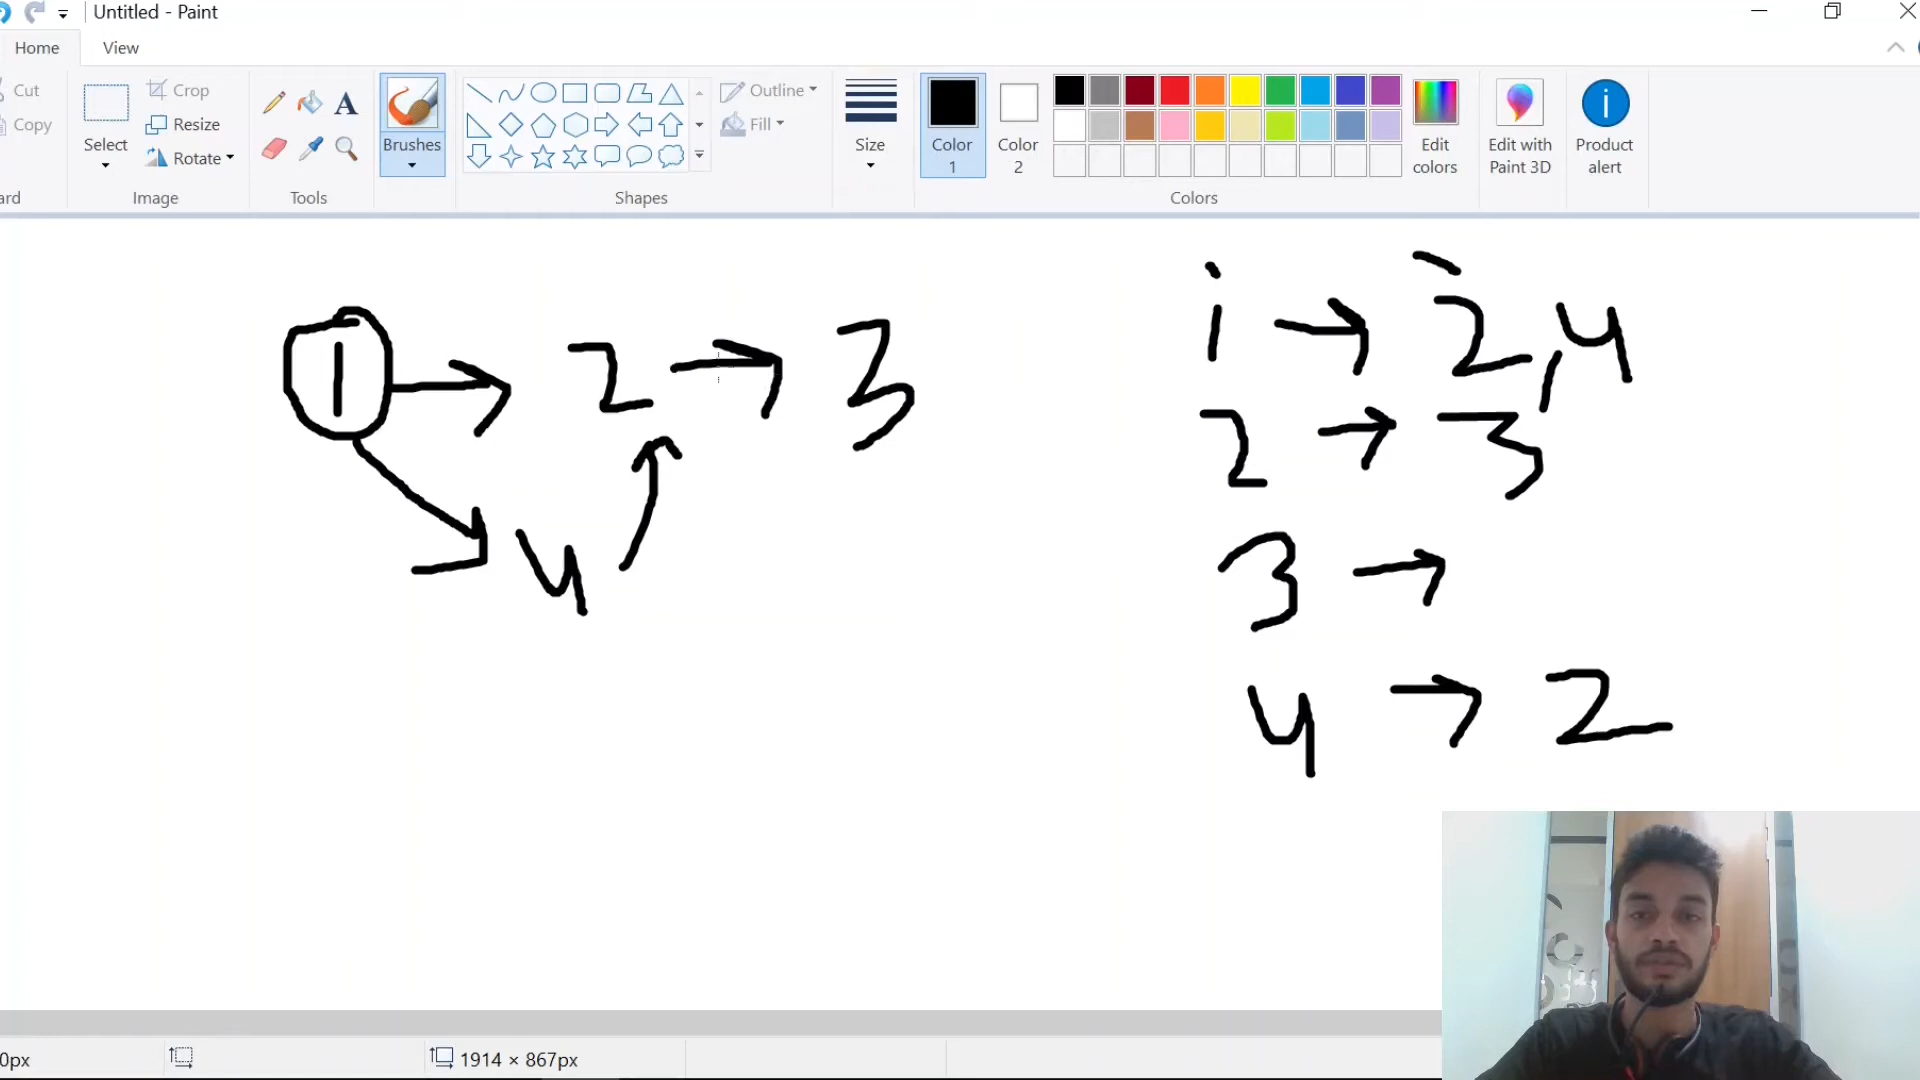 Untitled - Paint
Home View
Cut
Copy
ard
Select
Crop
Resize
Rotate
Image
Tools
Brushes
Outline
Fill
Shapes
Size
Color 1
Color 2
Edit colors
Colors
Edit with Paint 3D
Product alert
1 → 2 → 3
4
1 → 2,4
2 → 3
3 →
4 → 2
0px
1914 × 867px